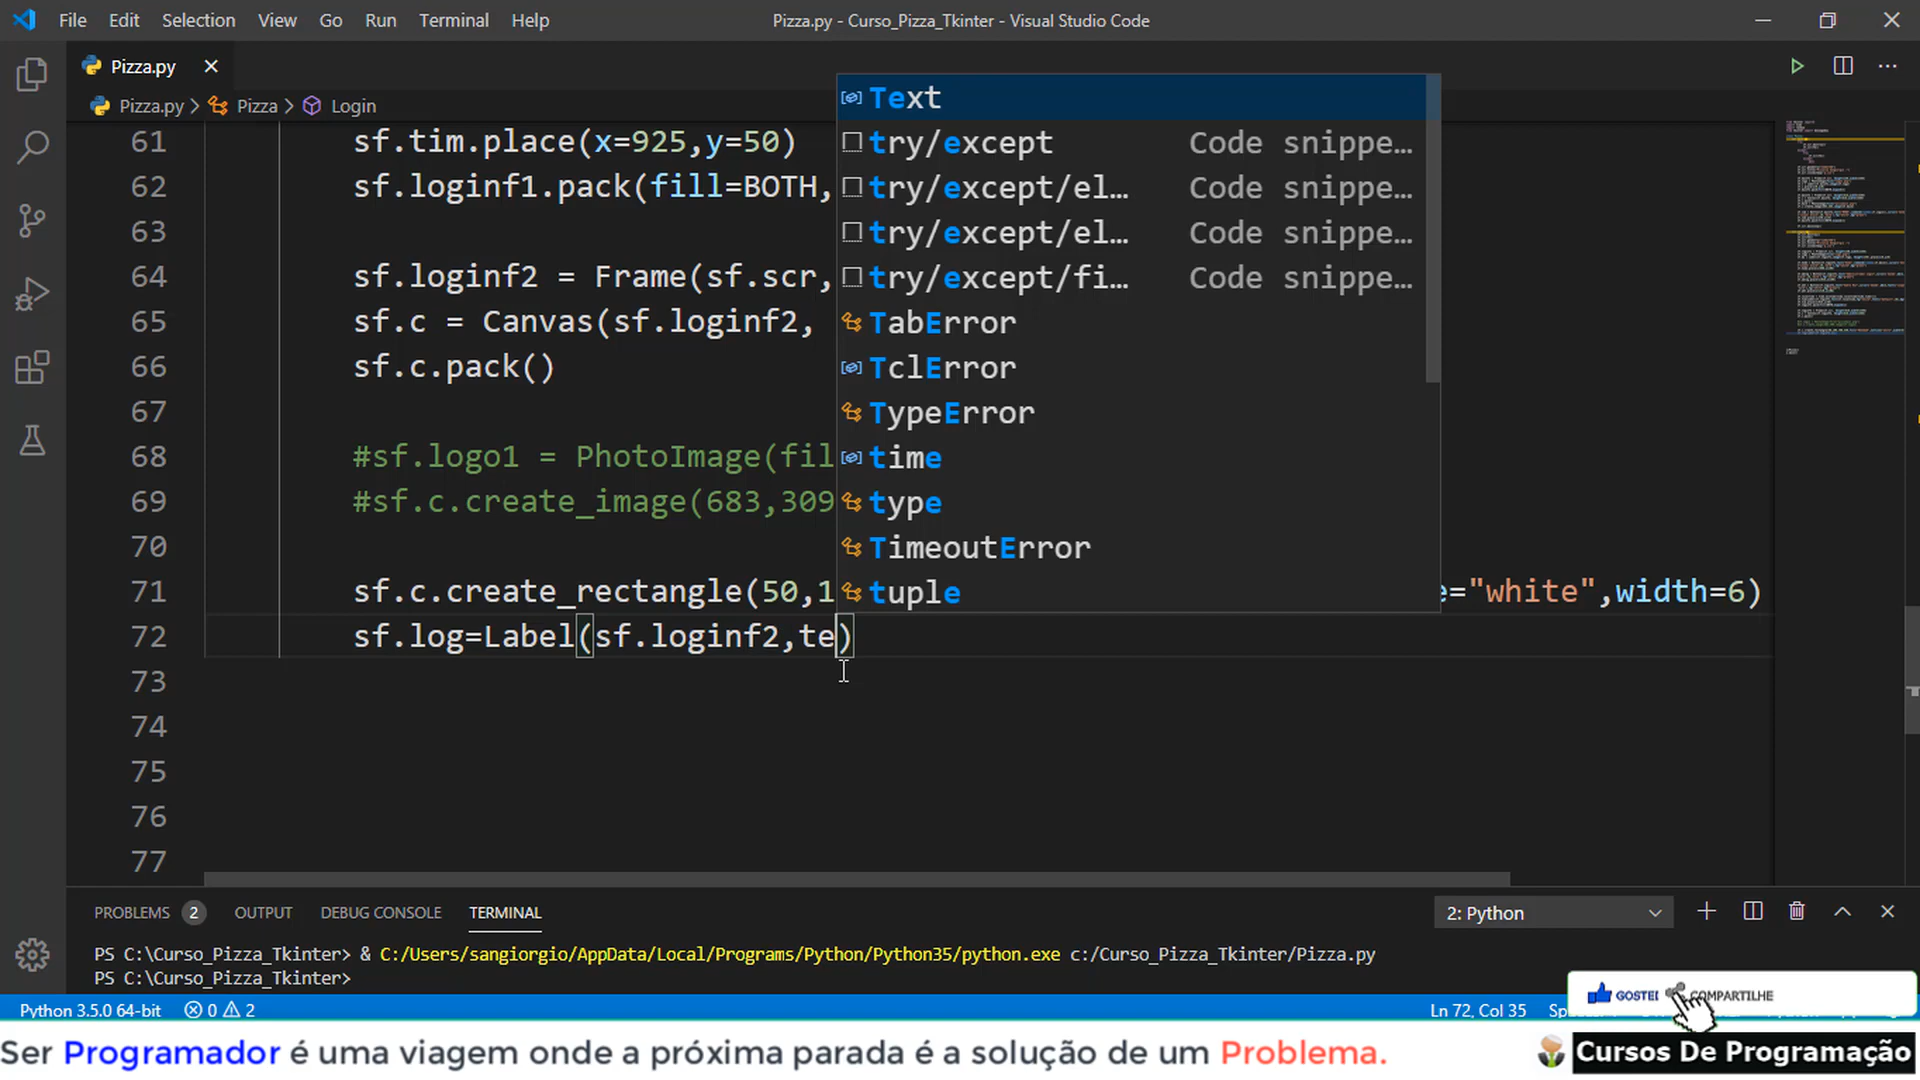 File Edit Selection View Go Run Terminal Help Pizza.py - Curso_Pizza_Tkinter - Visual Studio Code
Pizza.py
Pizza.py > Pizza > Login
61 sf.tim.place(x=925,y=50)
62 sf.loginf1.pack(fill=BOTH,
63
64 sf.loginf2 = Frame(sf.scr,
65 sf.c = Canvas(sf.loginf2,
66 sf.c.pack()
67
68 #sf.logo1 = PhotoImage(fil
69 #sf.c.create_image(683,309
70
71 sf.c.create_rectangle(50,1 e="white",width=6)
72 sf.log=Label(sf.loginf2,te)
73
74
75
76
77
Text
try/except Code snippe…
try/except/el… Code snippe…
try/except/el… Code snippe…
try/except/fi… Code snippe…
TabError
TclError
TypeError
time
type
TimeoutError
tuple
PROBLEMS 2 OUTPUT DEBUG CONSOLE TERMINAL 2: Python
PS C:\Curso_Pizza_Tkinter> & C:/Users/sangiorgio/AppData/Local/Programs/Python/Python35/python.exe c:/Curso_Pizza_Tkinter/Pizza.py
PS C:\Curso_Pizza_Tkinter>
Python 3.5.0 64-bit 0 2 Ln 72, Col 35
GOSTEI COMPARTILHE
Ser Programador é uma viagem onde a próxima parada é a solução de um Problema. Cursos De Programação